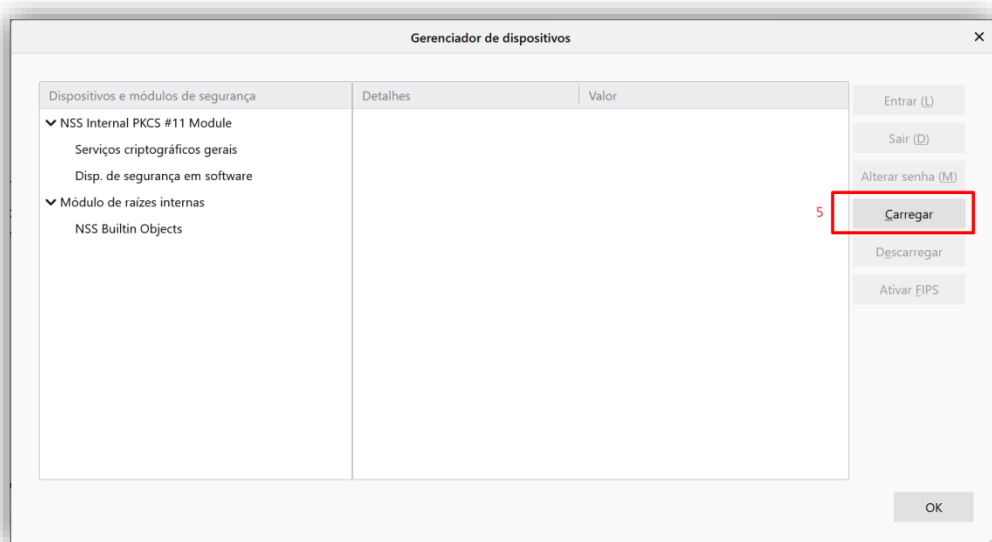 Gerenciador de dispositivos
Dispositivos e módulos de segurança Detalhes Valor
NSS Internal PKCS #11 Module
Serviços criptográficos gerais
Disp. de segurança em software
Módulo de raízes internas
NSS Builtin Objects
Entrar (L)
Sair (D)
Alterar senha (M)
5 Carregar
Descarregar
Ativar FIPS
OK